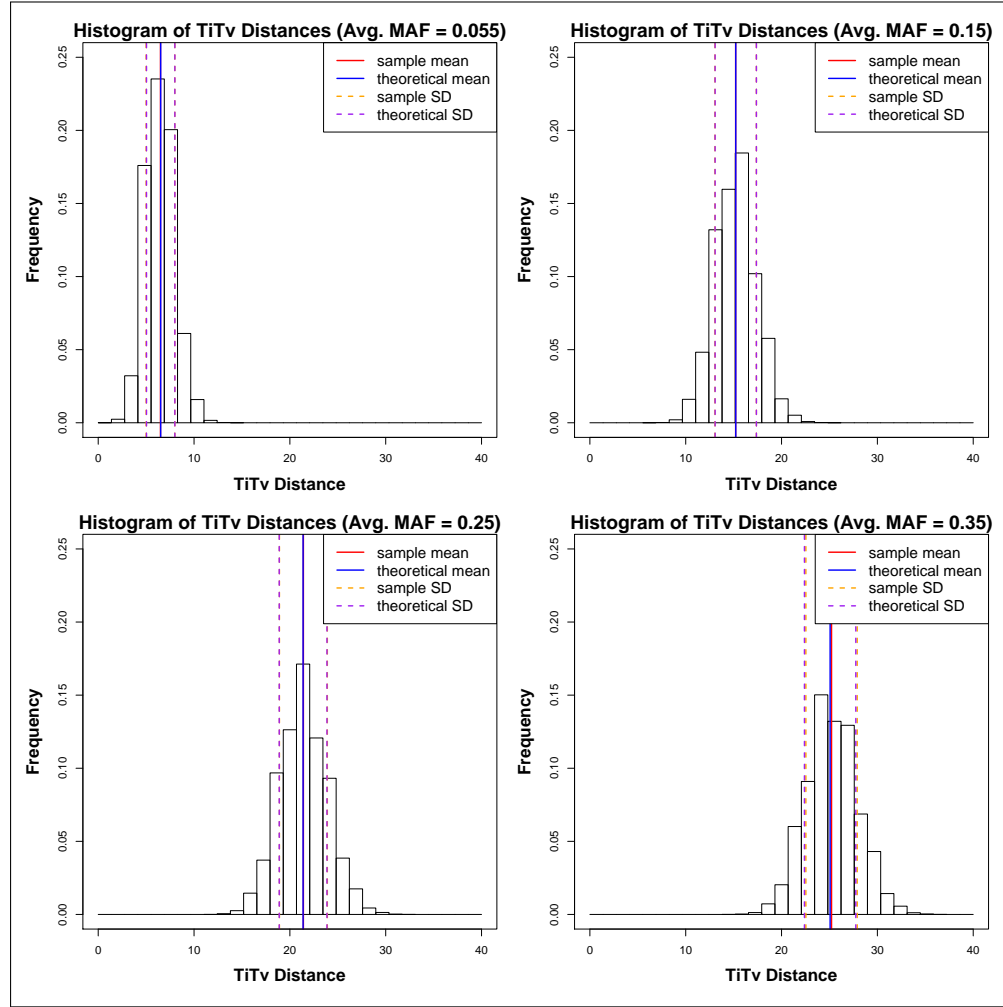 Histogram of TiTv Distances (Avg. MAF = 0.055)
sample mean
theoretical mean
sample SD
theoretical SD
Frequency
0.00 0.05 0.10 0.15 0.20 0.25
0 10 20 30 40
TiTv Distance
Histogram of TiTv Distances (Avg. MAF = 0.15)
sample mean
theoretical mean
sample SD
theoretical SD
Frequency
0.00 0.05 0.10 0.15 0.20 0.25
0 10 20 30 40
TiTv Distance
Histogram of TiTv Distances (Avg. MAF = 0.25)
sample mean
theoretical mean
sample SD
theoretical SD
Frequency
0.00 0.05 0.10 0.15 0.20 0.25
0 10 20 30 40
TiTv Distance
Histogram of TiTv Distances (Avg. MAF = 0.35)
sample mean
theoretical mean
sample SD
theoretical SD
Frequency
0.00 0.05 0.10 0.15 0.20 0.25
0 10 20 30 40
TiTv Distance